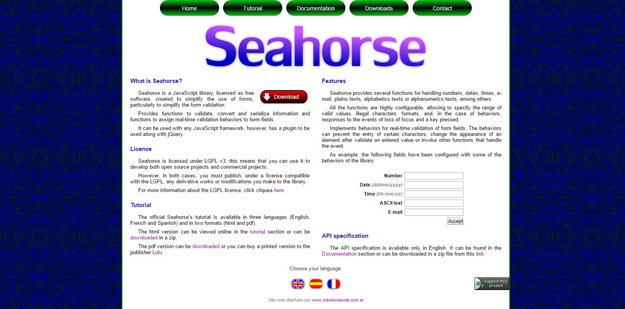 Home Tutorial Documentation Downloads Contact
Seahorse
What is Seahorse?
Seahorse is a JavaScript library, licensed as free
software, created to simplify the use of forms,
particularly to simplify the form validation.
Download
Provides functions to validate, convert and serialize information and
functions to assign real-time validation behaviors to form fields.
It can be used with any JavaScript framework, however, has a plugin to be
used along with jQuery.
Licence
Seahorse is licensed under LGPL v3, this means that you can use it to
develop both open source projects and commercial projects.
However, in both cases, you must publish, under a license compatible
with the LGPL, any derivative works or modifications you make to the library.
For more information about the LGPL license, click cliquea here.
Tutorial
The official Seahorse's tutorial is available in three languages (English,
French and Spanish) and in two formats (html and pdf).
The html version can be viewed online in the tutorial section or can be
downloaded in a zip.
The pdf version can be downloaded or you can buy a printed version to the
publisher Lulu.
Features
Seahorse provides several functions for handling numbers, dates, times, e-
mail, plains texts, alphabetics texts or alphanumerics texts, among others.
All the functions are highly configurable, allowing to specify the range of
valid values, illegal characters, formats, and, in the case of behaviors,
responses to the events of loss of focus and a key pressed.
Implements behaviors for real-time validation of form fields. The behaviors
can prevent the entry of certain characters, change the appearance of an
element after validate an entered value or invoke other functions that handle
the event.
As example, the following fields have been configured with some of the
behaviors of the library.
Number
Date (dd/mm/yyyy)
Time (hh:mm:ss)
ASCII text
E-mail
Accept
API specification
The API specification is available only in English. It can be found in the
Documentation section or can be downloaded in a zip file from this link.
Choose your language
Support this
project
Sitio web diseñado por www.creadoresweb.com.ar